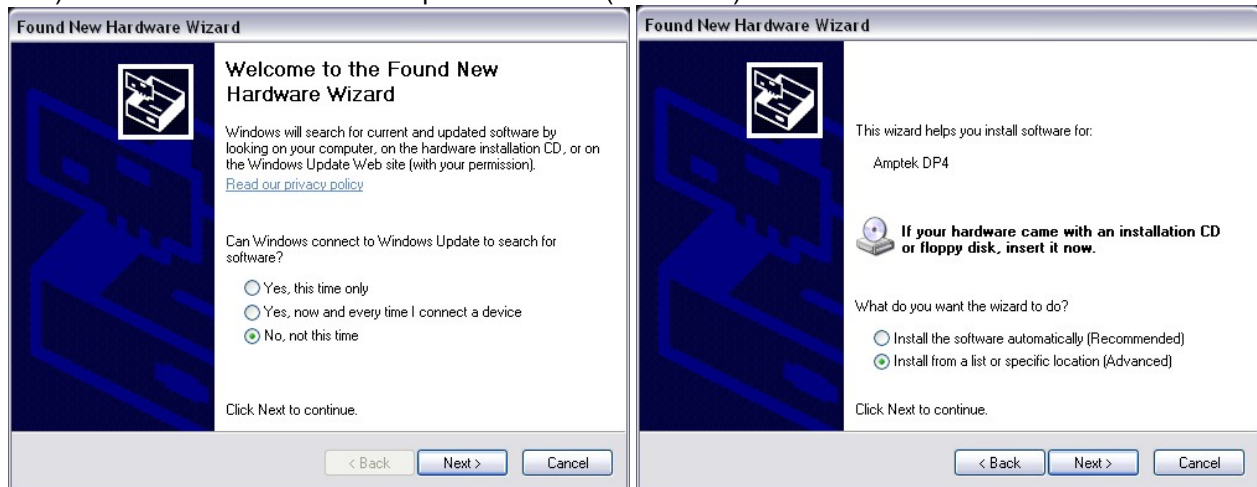 Found New Hardware Wizard
Welcome to the Found New
Hardware Wizard
Windows will search for current and updated software by
looking on your computer, on the hardware installation CD, or on
the Windows Update Web site (with your permission).
Read our privacy policy
Can Windows connect to Windows Update to search for
software?
Yes, this time only
Yes, now and every time I connect a device
No, not this time
Click Next to continue.
< Back
Next >
Cancel
Found New Hardware Wizard
This wizard helps you install software for:
Amptek DP4
If your hardware came with an installation CD
or floppy disk, insert it now.
What do you want the wizard to do?
Install the software automatically (Recommended)
Install from a list or specific location (Advanced)
Click Next to continue.
< Back
Next >
Cancel